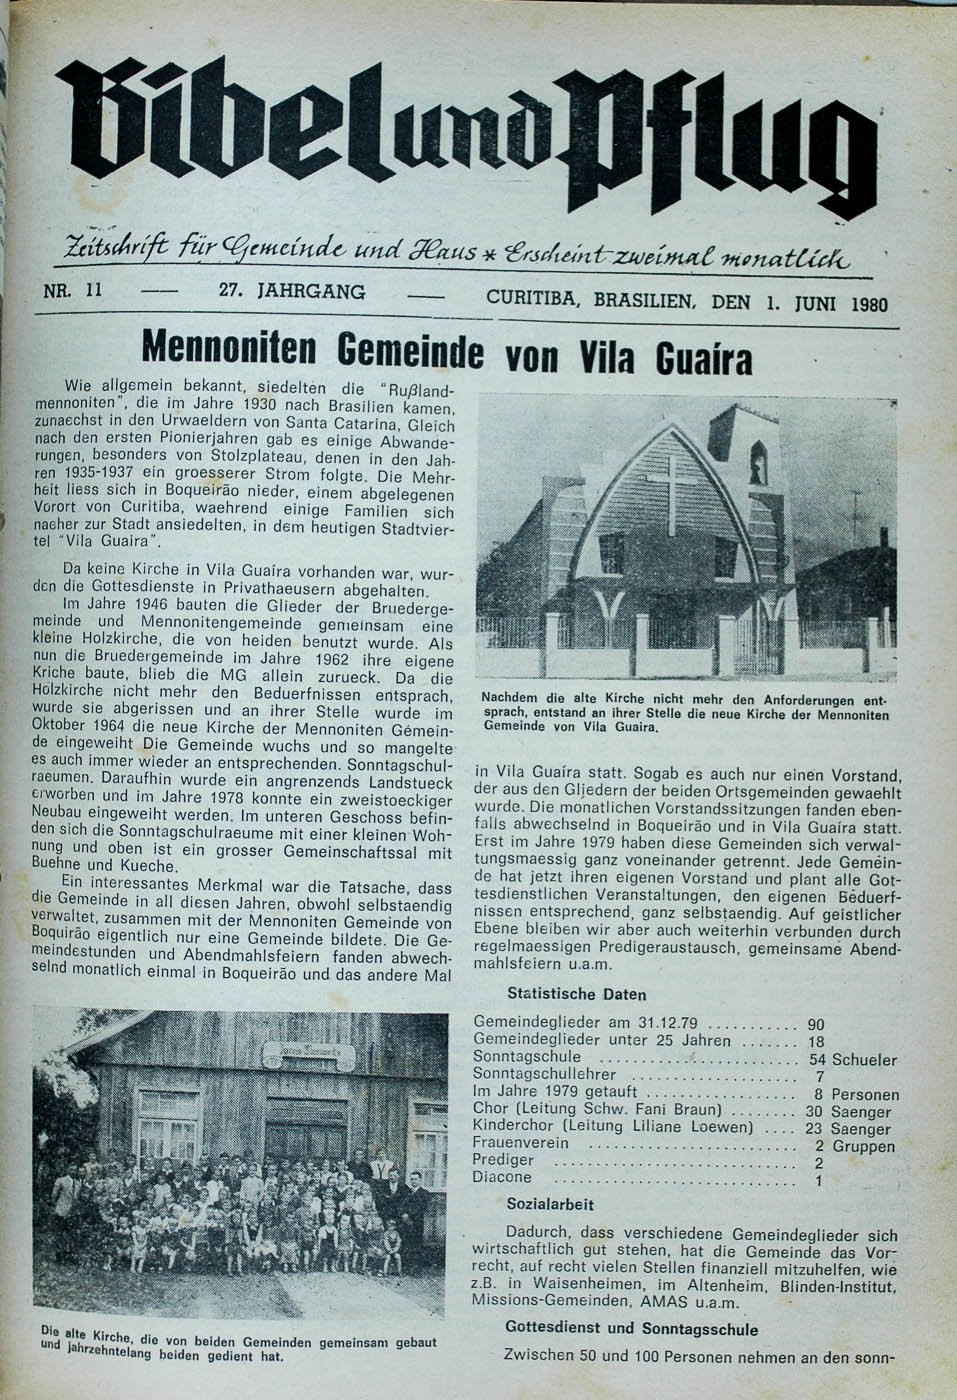 Bibel und Pflug
Zeitschrift für Gemeinde und Haus * Erscheint zweimal monatlich
NR. 11 — 27. JAHRGANG — CURITIBA, BRASILIEN, DEN 1. JUNI 1980
Mennoniten Gemeinde von Vila Guaíra
Wie allgemein bekannt, siedelten die "Rußland-
mennoniten", die im Jahre 1930 nach Brasilien kamen,
zunaechst in den Urwaeldern von Santa Catarina, Gleich
nach den ersten Pionierjahren gab es einige Abwande-
rungen, besonders von Stolzplateau, denen in den Jah-
ren 1935-1937 ein groesserer Strom folgte. Die Mehr-
heit liess sich in Boqueirão nieder, einem abgelegenen
Vorort von Curitiba, waehrend einige Familien sich
naeher zur Stadt ansiedelten, in dem heutigen Stadtvier-
tel "Vila Guaira".
Da keine Kirche in Vila Guaíra vorhanden war, wur-
den die Gottesdienste in Privathaeusern abgehalten.
Im Jahre 1946 bauten die Glieder der Bruederge-
meinde und Mennonitengemeinde gemeinsam eine
kleine Holzkirche, die von heiden benutzt wurde. Als
nun die Bruedergemeinde im Jahre 1962 ihre eigene
Kriche baute, blieb die MG allein zurueck. Da die
Holzkirche nicht mehr den Beduerfnissen entsprach,
wurde sie abgerissen und an ihrer Stelle wurde im
Oktober 1964 die neue Kirche der Mennoniten Gémein-
de eingeweiht Die Gemeinde wuchs und so mangelte
es auch immer wieder an entsprechenden. Sonntagschul-
raeumen. Daraufhin wurde ein angrenzends Landstueck
erworben und im Jahre 1978 konnte ein zweistoeckiger
Neubau eingeweiht werden. Im unteren Geschoss befin-
den sich die Sonntagschulraeume mit einer kleinen Woh-
nung und oben ist ein grosser Gemeinschaftssal mit
Buehne und Kueche.
Ein interessantes Merkmal war die Tatsache, dass
die Gemeinde in all diesen Jahren, obwohl selbstaendig
verwaltet, zusammen mit der Mennoniten Gemeinde von
Boquirão eigentlich nur eine Gemeinde bildete. Die Ge-
meindestunden und Abendmahlsfeiern fanden abwech-
selnd monatlich einmal in Boqueirão und das andere Mal
Die alte Kirche, die von beiden Gemeinden gemeinsam gebaut
und jahrzehntelang beiden gedient hat.
Nachdem die alte Kirche nicht mehr den Anforderungen ent-
sprach, entstand an ihrer Stelle die neue Kirche der Mennoniten
Gemeinde von Vila Guaira.
in Vila Guaíra statt. Sogab es auch nur einen Vorstand,
der aus den Gliedern der beiden Ortsgemeinden gewaehlt
wurde. Die monatlichen Vorstandssitzungen fanden eben-
falls abwechselnd in Boqueirão und in Vila Guaíra statt.
Erst im Jahre 1979 haben diese Gemeinden sich verwal-
tungsmaessig ganz voneinander getrennt. Jede Gemein-
de hat jetzt ihren eigenen Vorstand und plant alle Got-
tesdienstlichen Veranstaltungen, den eigenen Béduerf-
nissen entsprechend, ganz selbstaendig. Auf geistlicher
Ebene bleiben wir aber auch weiterhin verbunden durch
regelmaessigen Predigeraustausch, gemeinsame Abend-
mahlsfeiern u.a.m.
Statistische Daten
Gemeindeglieder am 31.12.79 ........... 90
Gemeindeglieder unter 25 Jahren ....... 18
Sonntagschule ........................ 54 Schueler
Sonntagschullehrer .................... 7
Im Jahre 1979 getauft .................. 8 Personen
Chor (Leitung Schw. Fani Braun) ........ 30 Saenger
Kinderchor (Leitung Liliane Loewen) .... 23 Saenger
Frauenverein ......................... 2 Gruppen
Prediger ............................. 2
Diacone ............................. 1
Sozialarbeit
Dadurch, dass verschiedene Gemeindeglieder sich
wirtschaftlich gut stehen, hat die Gemeinde das Vor-
recht, auf recht vielen Stellen finanziell mitzuhelfen, wie
z.B. in Waisenheimen, im Altenheim, Blinden-Institut,
Missions-Gemeinden, AMAS u.a.m.
Gottesdienst und Sonntagsschule
Zwischen 50 und 100 Personen nehmen an den sonn-